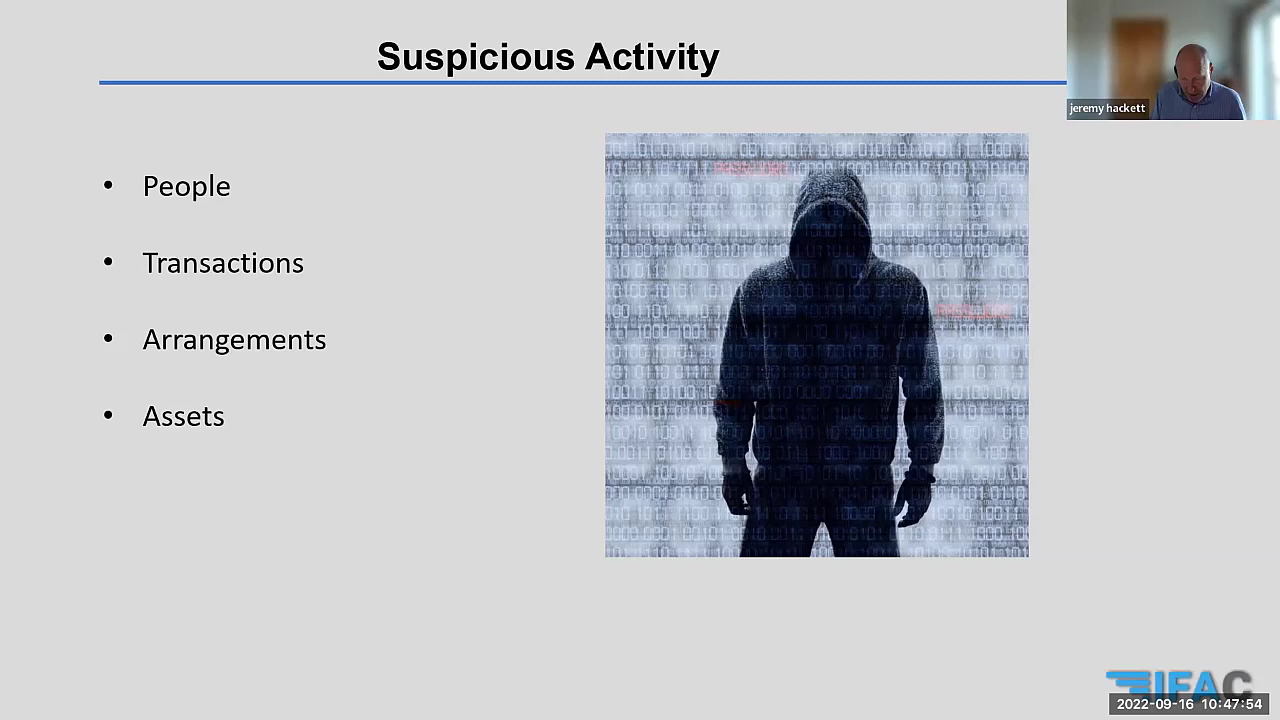 Suspicious Activity
jeremy hackett
• People
• Transactions
• Arrangements
• Assets
IFAC
2022-09-16 10:47:54